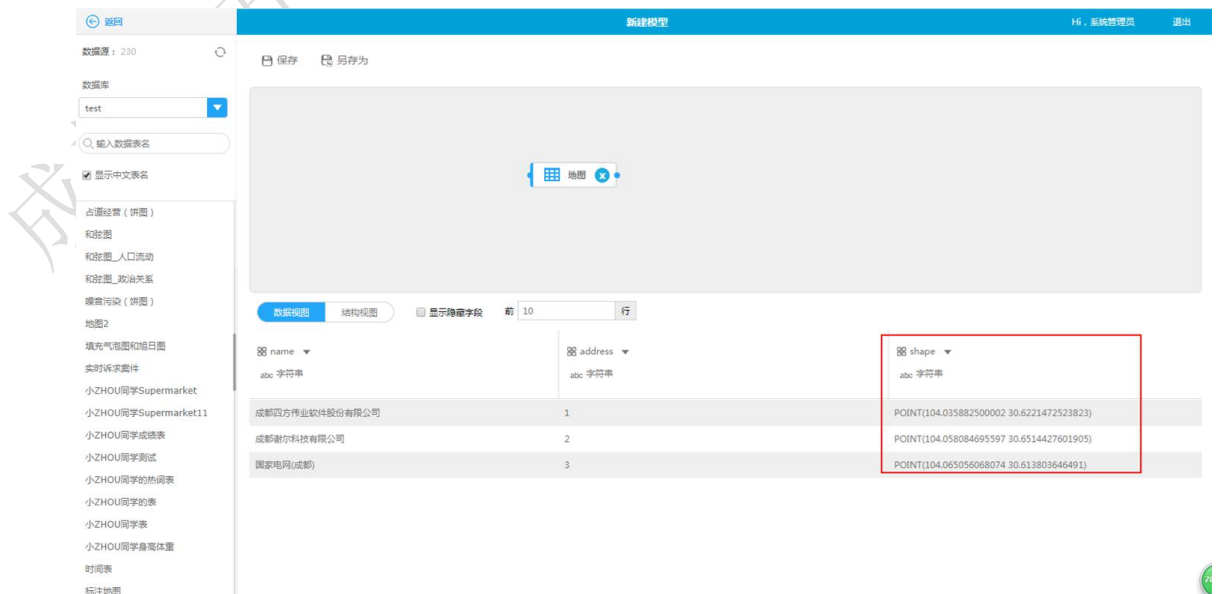 返回
新建模型
Hi，系统管理员
退出
数据源：230
保存
另存为
数据库
test
输入数据表名
显示中文表名
地图
占道经营（饼图）
和弦图
和弦图_人口流动
和弦图_政治关系
噪音污染（饼图）
地图2
填充气泡图和旭日图
实时诉求案件
小ZHOU同学Supermarket
小ZHOU同学Supermarket11
小ZHOU同学成绩表
小ZHOU同学测试
小ZHOU同学的热词表
小ZHOU同学的表
小ZHOU同学表
小ZHOU同学身高体重
时间表
标注地图
数据视图
结构视图
显示隐藏字段
前 10 行
name
address
shape
abc 字符串
abc 字符串
abc 字符串
成都四方伟业软件股份有限公司 1 POINT(104.035882500002 30.6221472523823)
成都谢尔科技有限公司 2 POINT(104.058084695597 30.6514427601905)
国家电网(成都) 3 POINT(104.065056068074 30.613803646491)
成